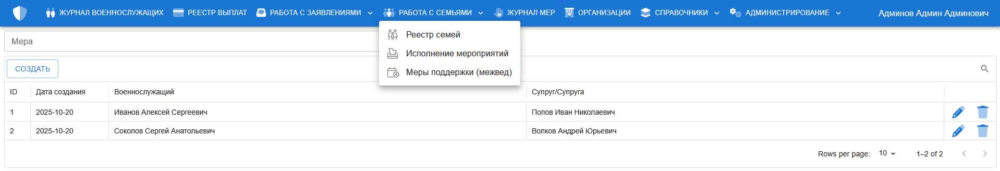 ЖУРНАЛ ВОЕННОСЛУЖАЩИХ РЕЕСТР ВЫПЛАТ РАБОТА С ЗАЯВЛЕНИЯМИ РАБОТА С СЕМЬЯМИ ЖУРНАЛ МЕР ОРГАНИЗАЦИИ СПРАВОЧНИКИ АДМИНИСТРИРОВАНИЕ Админов Админ Админович
Реестр семей
Исполнение мероприятий
Меры поддержки (межвед)
Мера
СОЗДАТЬ
ID Дата создания Военнослужащий Супруг/Супруга
1 2025-10-20 Иванов Алексей Сергеевич Попов Иван Николаевич
2 2025-10-20 Соколов Сергей Анатольевич Волков Андрей Юрьевич
Rows per page: 10 1–2 of 2